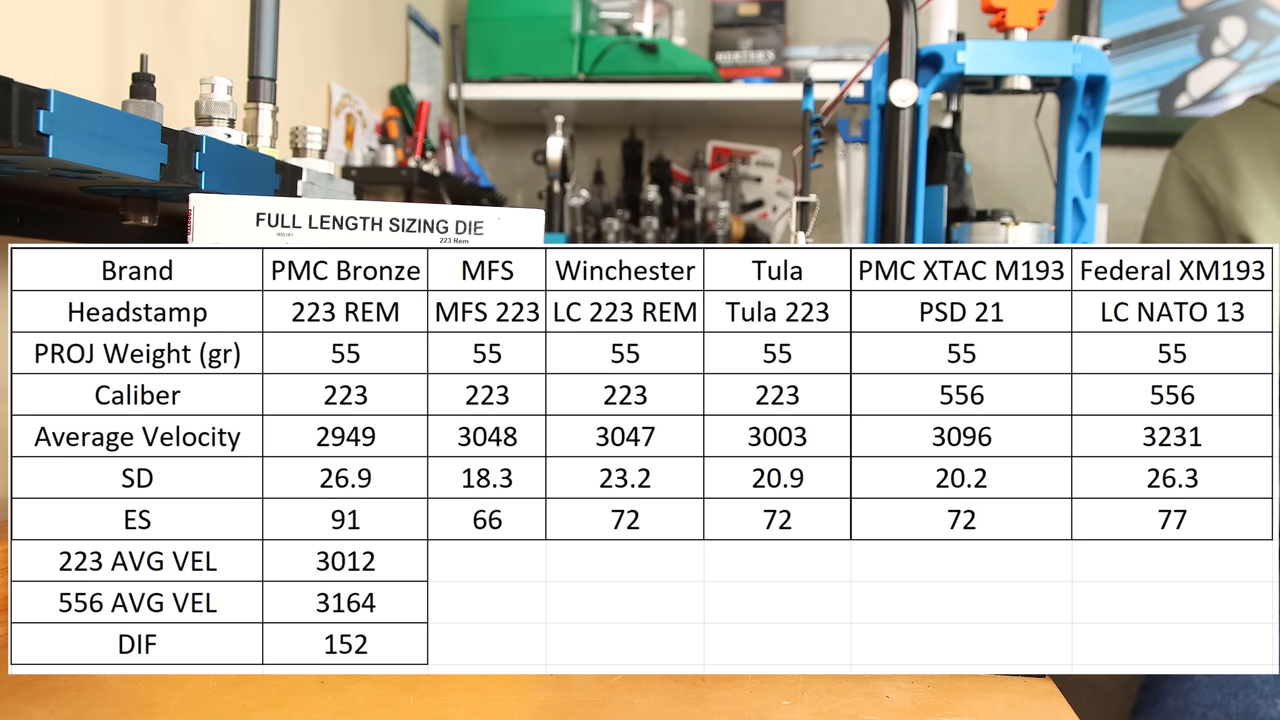 HERTER'S
LEE
FULL LENGTH SIZING DIE
223 Rem
Brand PMC Bronze MFS Winchester Tula PMC XTAC M193 Federal XM193
Headstamp 223 REM MFS 223 LC 223 REM Tula 223 PSD 21 LC NATO 13
PROJ Weight (gr) 55 55 55 55 55 55
Caliber 223 223 223 223 556 556
Average Velocity 2949 3048 3047 3003 3096 3231
SD 26.9 18.3 23.2 20.9 20.2 26.3
ES 91 66 72 72 72 77
223 AVG VEL 3012
556 AVG VEL 3164
DIF 152